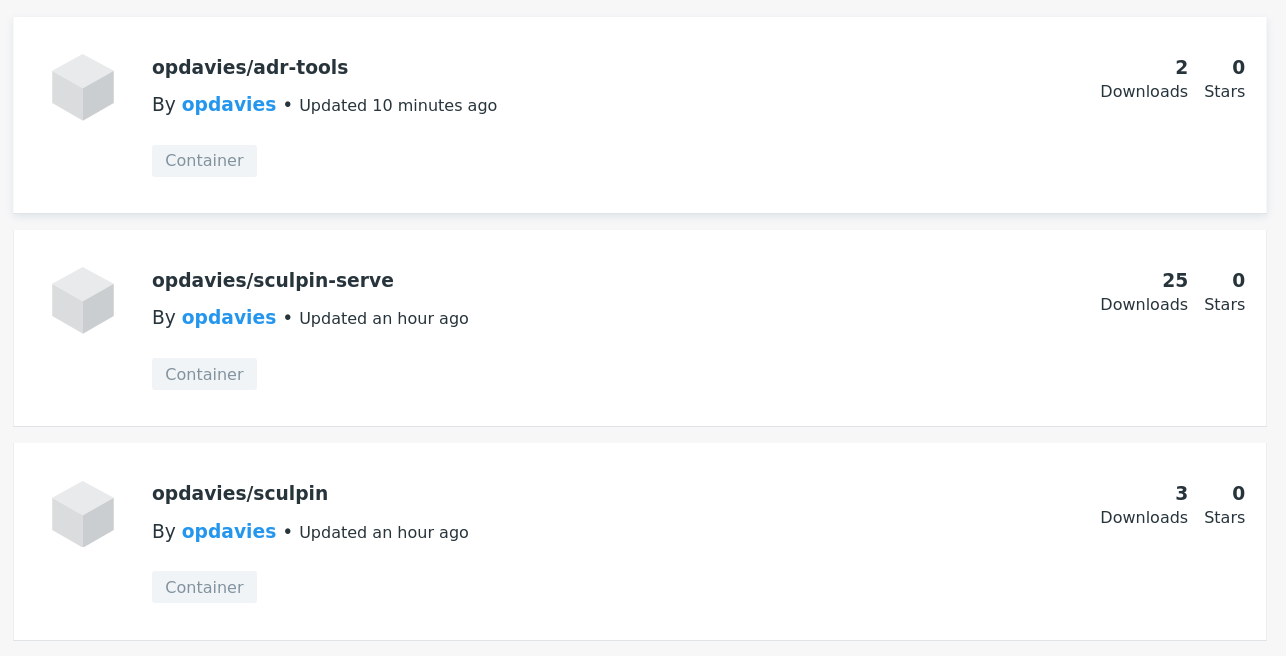 opdavies/adr-tools
2 0
By opdavies • Updated 10 minutes ago
Downloads Stars
Container
opdavies/sculpin-serve
25 0
By opdavies • Updated an hour ago
Downloads Stars
Container
opdavies/sculpin
3 0
By opdavies • Updated an hour ago
Downloads Stars
Container